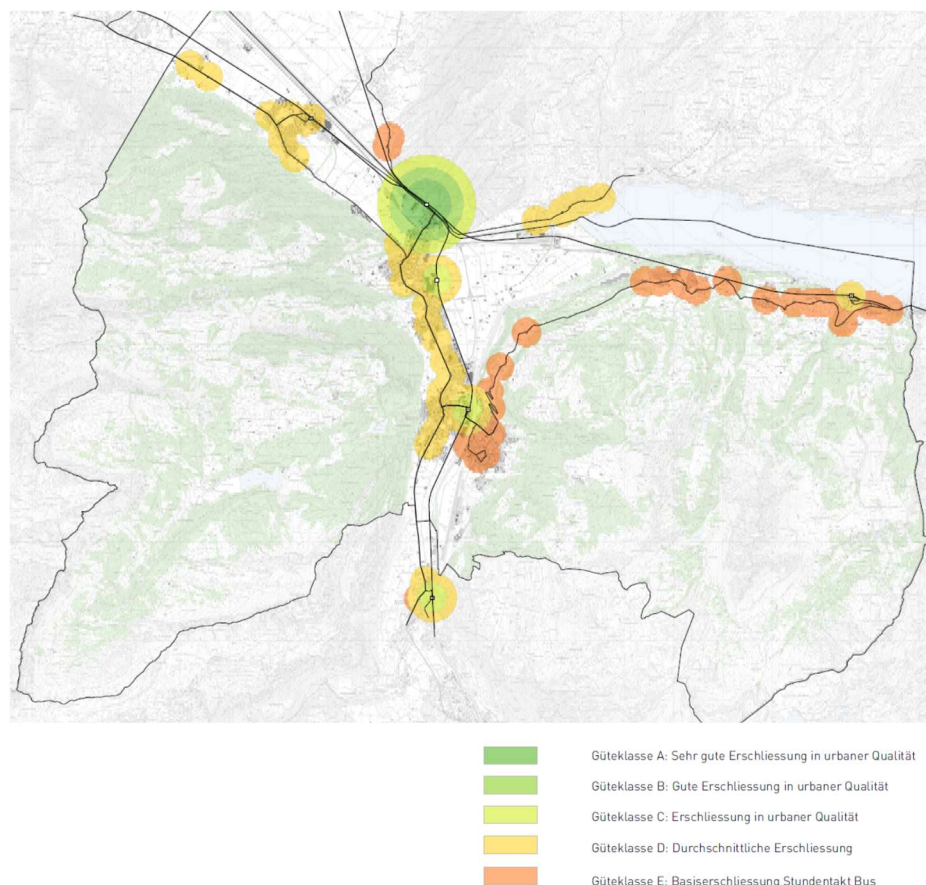 Güteklasse A: Sehr gute Erschliessung in urbaner Qualität
Güteklasse B: Gute Erschliessung in urbaner Qualität
Güteklasse C: Erschliessung in urbaner Qualität
Güteklasse D: Durchschnittliche Erschliessung
Güteklasse E: Basiserschliessung Stundentakt Bus